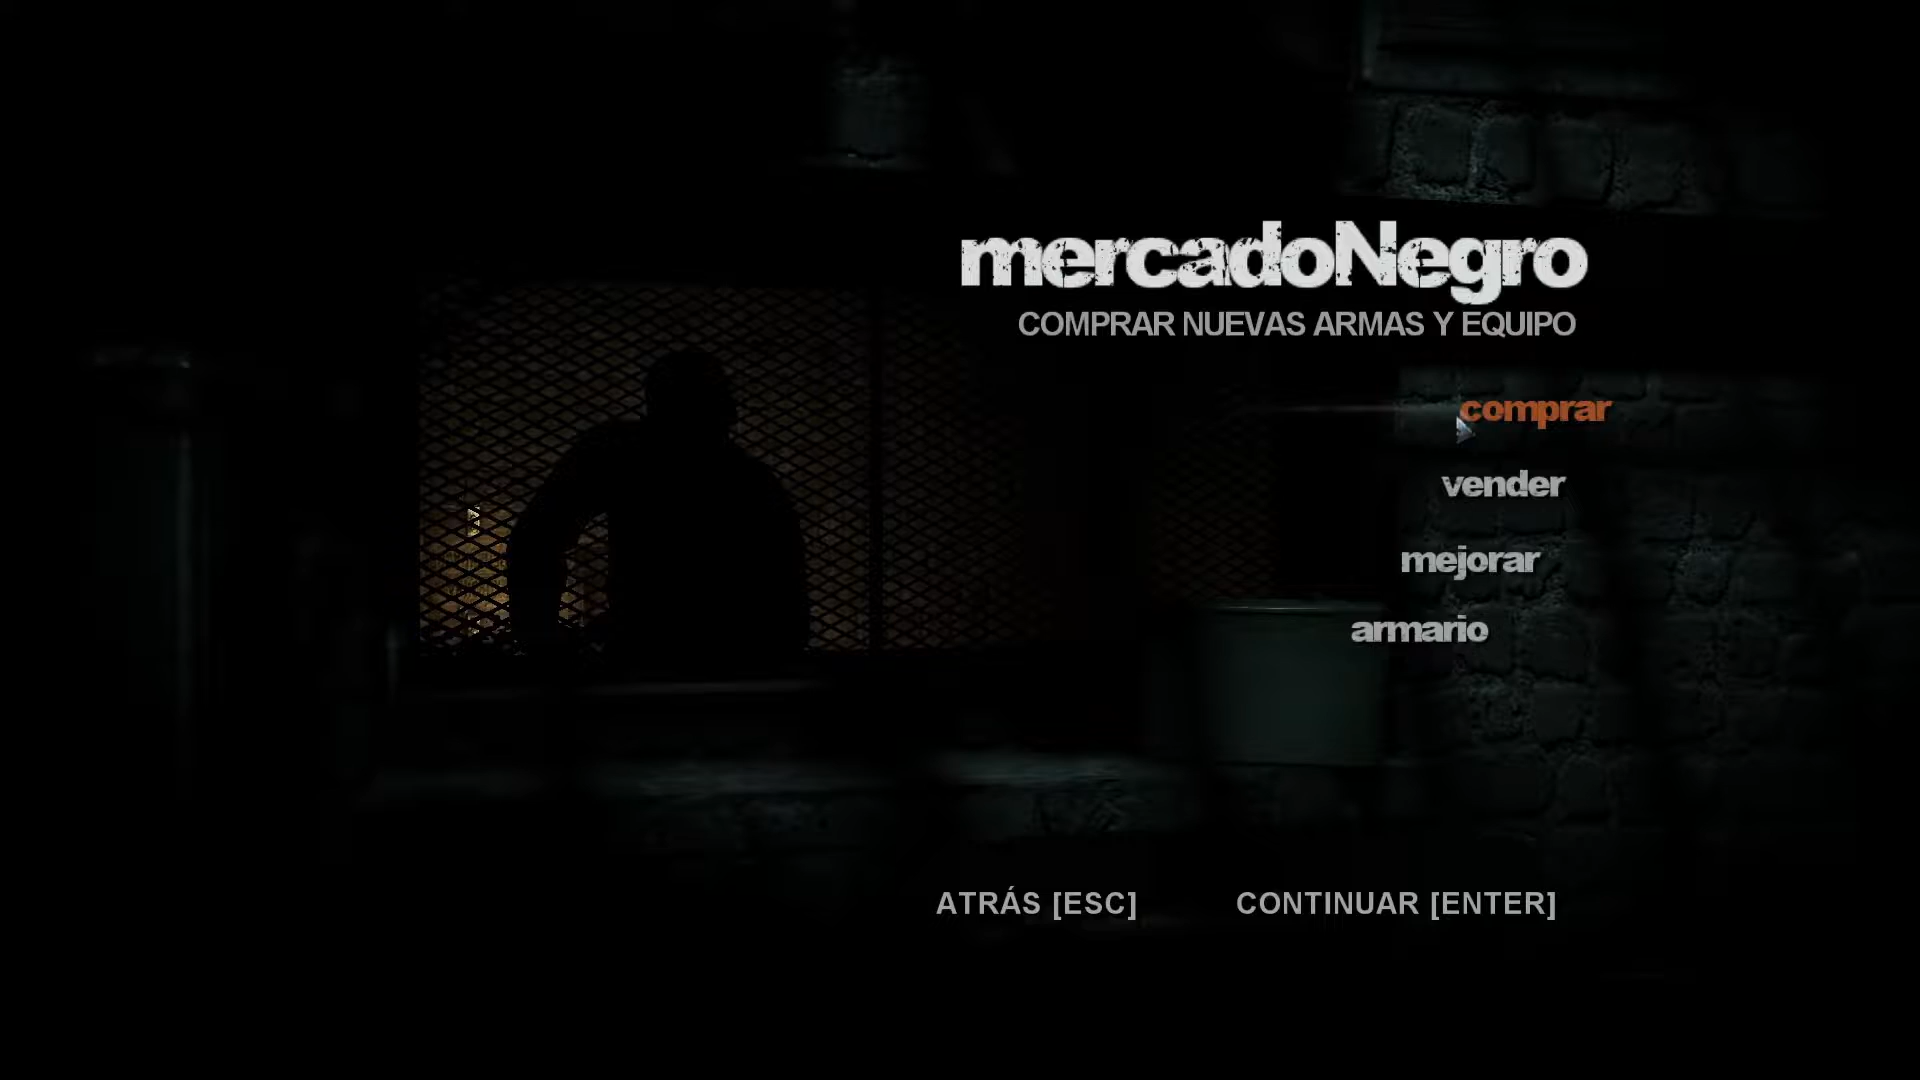 mercadoNegro
COMPRAR NUEVAS ARMAS Y EQUIPO
comprar
vender
mejorar
armario
ATRÁS [ESC] CONTINUAR [ENTER]